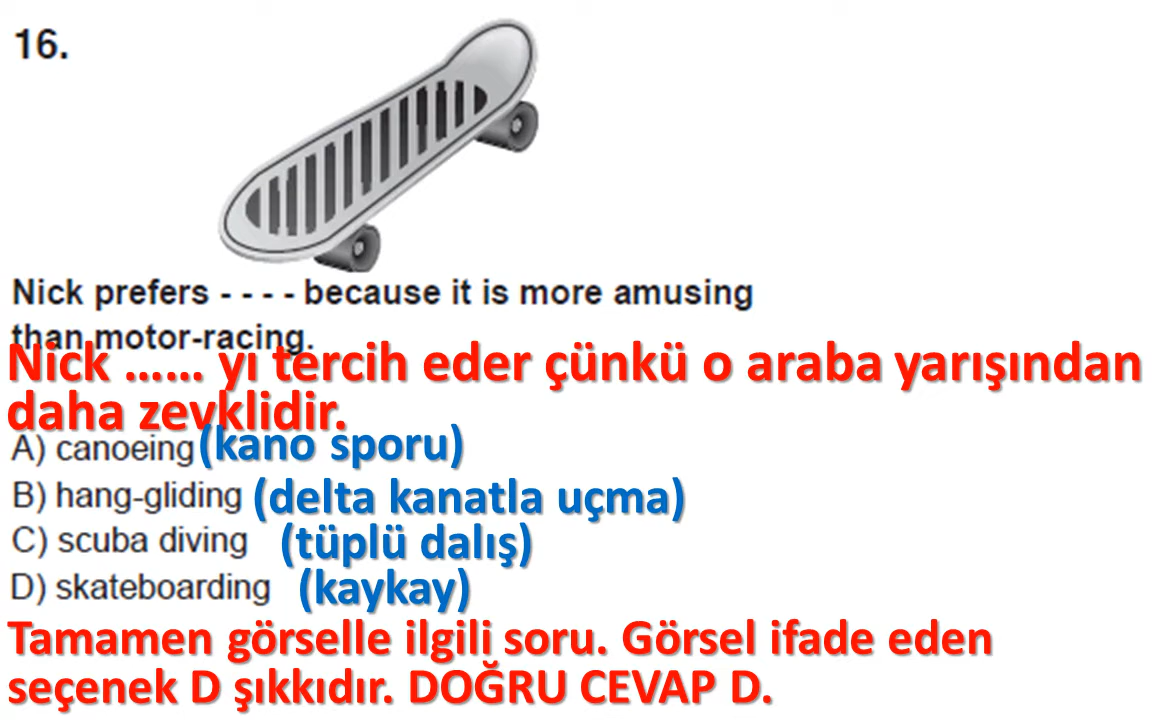 16.
Nick prefers - - - - because it is more amusing
than motor-racing.
Nick …… yı tercih eder çünkü o araba yarışından
daha zevklidir.
A) canoeing (kano sporu)
B) hang-gliding (delta kanatla uçma)
C) scuba diving (tüplü dalış)
D) skateboarding (kaykay)
Tamamen görselle ilgili soru. Görsel ifade eden
seçenek D şıkkıdır. DOĞRU CEVAP D.